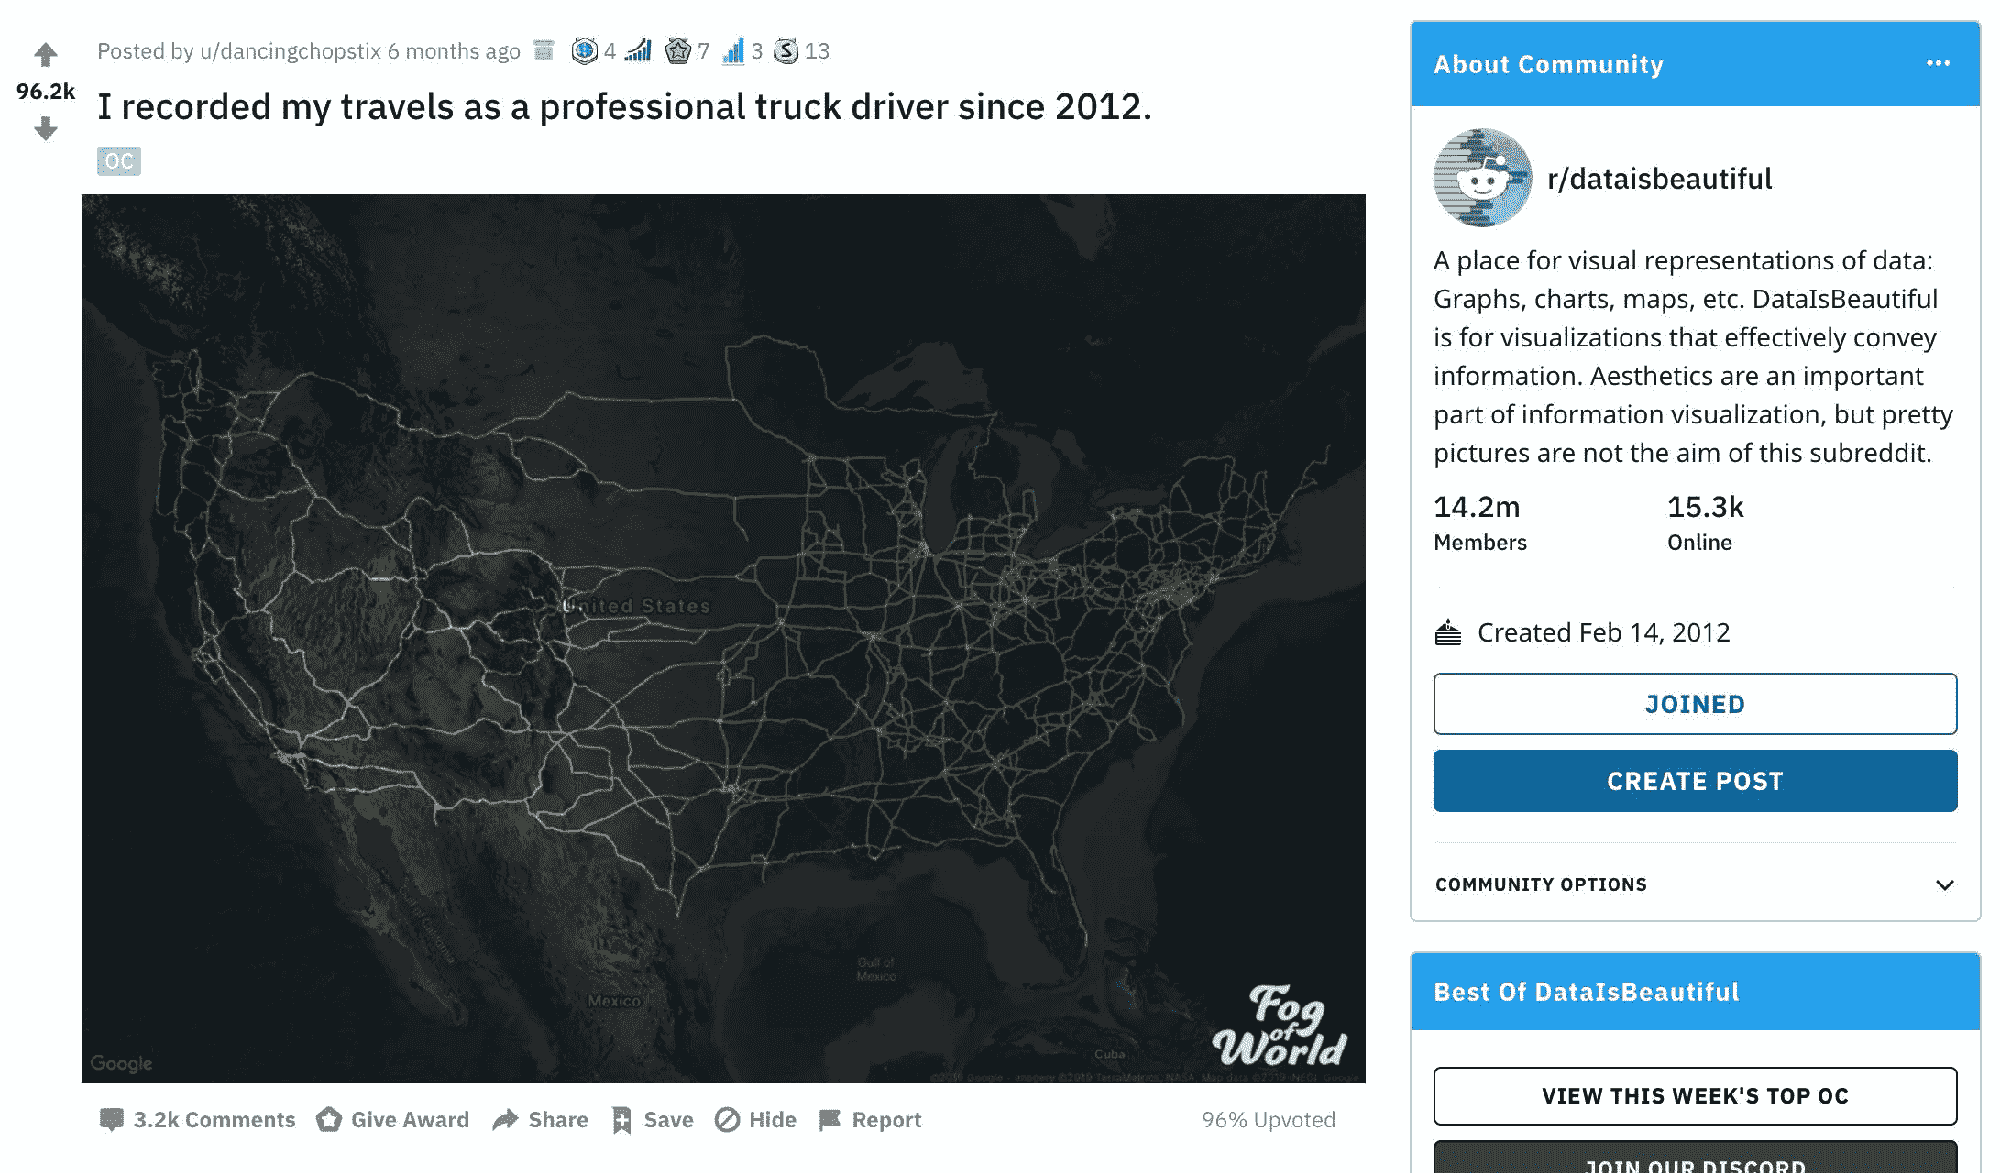 Posted by u/dancingchopstix 6 months ago 4 7 3 13
96.2k
I recorded my travels as a professional truck driver since 2012.
OC
United States
Gulf of
Mexico
Mexico
Cuba
Google
Fog
of
World
3.2k Comments Give Award Share Save Hide Report 96% Upvoted
About Community
r/dataisbeautiful
A place for visual representations of data:
Graphs, charts, maps, etc. DataIsBeautiful
is for visualizations that effectively convey
information. Aesthetics are an important
part of information visualization, but pretty
pictures are not the aim of this subreddit.
14.2m 15.3k
Members Online
Created Feb 14, 2012
JOINED
CREATE POST
COMMUNITY OPTIONS
Best Of DataIsBeautiful
VIEW THIS WEEK'S TOP OC
JOIN OUR DISCORD